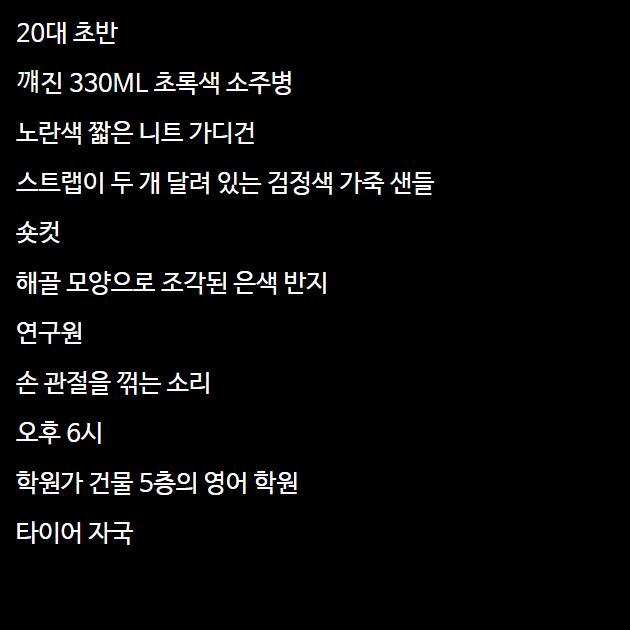 20대 초반
꺠진 330ML 초록색 소주병
노란색 짧은 니트 가디건
스트랩이 두 개 달려 있는 검정색 가죽 샌들
숏컷
해골 모양으로 조각된 은색 반지
연구원
손 관절을 꺾는 소리
오후 6시
학원가 건물 5층의 영어 학원
타이어 자국